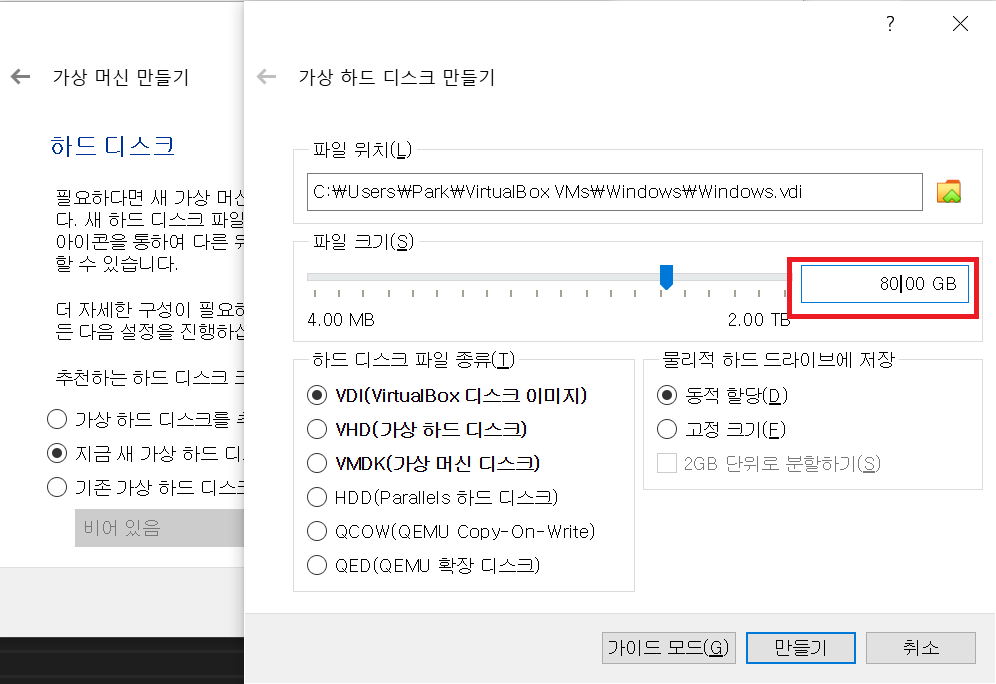 가상 머신 만들기
하드 디스크
필요하다면 새 가상 머신
다. 새 하드 디스크 파일
아이콘을 통하여 다른
할 수 있습니다.
더 자세한 구성이 필요하
든 다음 설정을 진행하십
추천하는 하드 디스크
가상 하드 디스크를
지금 새 가상 하드 디
기존 가상 하드 디스크
비어 있음
?
가상 하드 디스크 만들기
파일 위치(L)
C:₩Users₩Park₩VirtualBox VMs₩Windows₩Windows.vdi
파일 크기(S)
80.00 GB
4.00 MB
2.00 TB
하드 디스크 파일 종류(T)
VDI(VirtualBox 디스크 이미지)
VHD(가상 하드 디스크)
VMDK(가상 머신 디스크)
HDD(Parallels 하드 디스크)
QCOW(QEMU Copy-On-Write)
QED(QEMU 확장 디스크)
물리적 하드 드라이브에 저장
동적 할당(D)
고정 크기(F)
2GB 단위로 분할하기(S)
가이드 모드(G)
만들기
취소